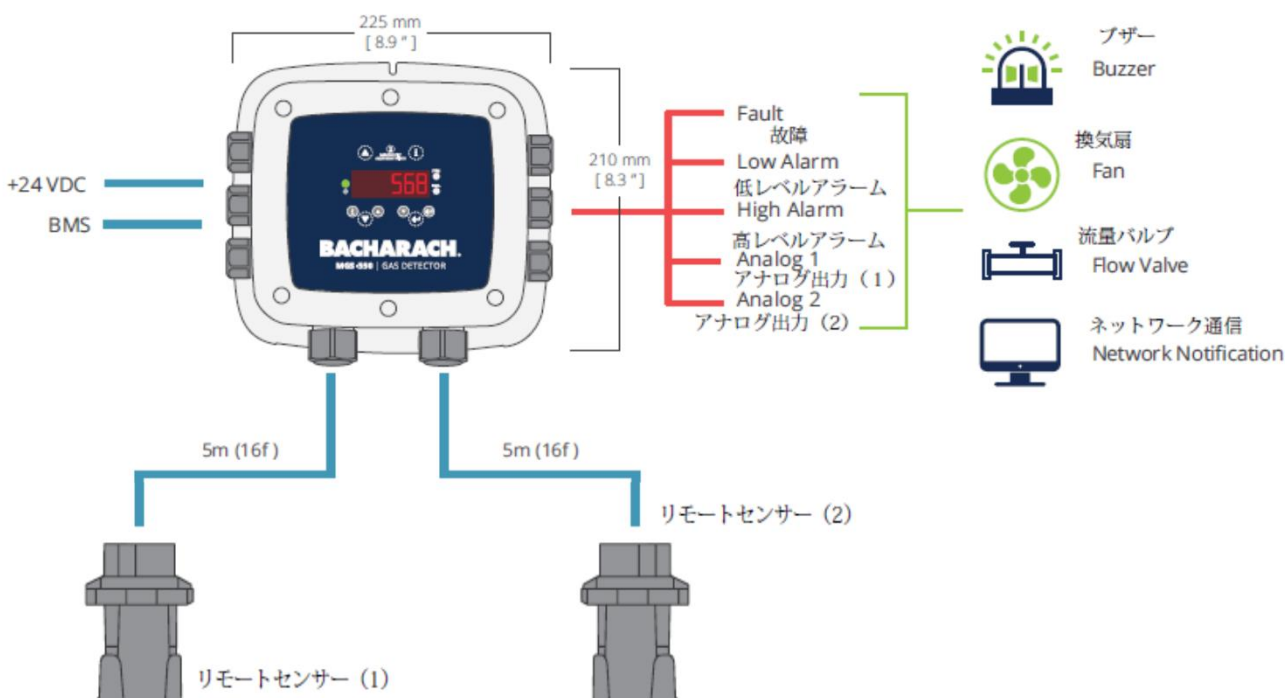 225 mm
[ 8.9 " ]
+24 VDC
BMS
568
BACHARACH.
MGS-550 | GAS DETECTOR
210 mm
[ 8.3 " ]
Fault
故障
Low Alarm
低レベルアラーム
High Alarm
高レベルアラーム
Analog 1
アナログ出力（1）
Analog 2
アナログ出力（2）
ブザー
Buzzer
換気扇
Fan
流量バルブ
Flow Valve
ネットワーク通信
Network Notification
5m (16f )
5m (16f )
リモートセンサー（2）
リモートセンサー（1）